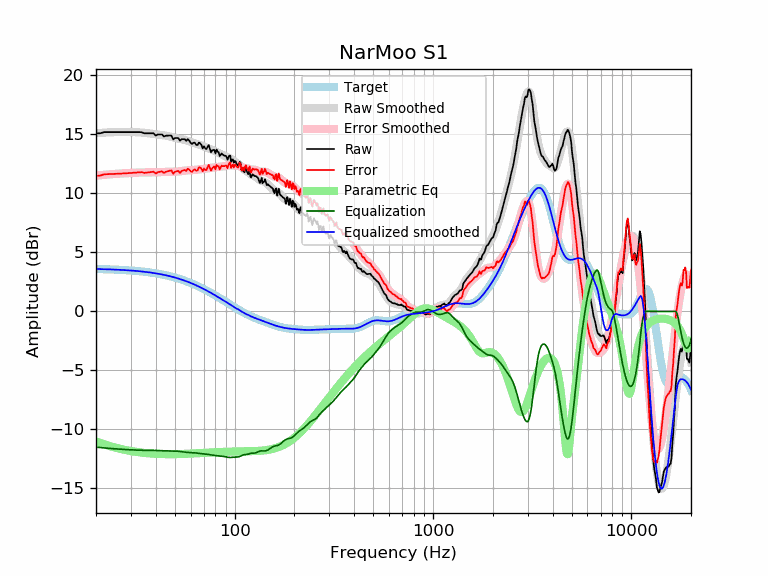 NarMoo S1
20
15
10
5
0
−5
−10
−15
Amplitude (dBr)
Target
Raw Smoothed
Error Smoothed
Raw
Error
Parametric Eq
Equalization
Equalized smoothed
100
1000
10000
Frequency (Hz)